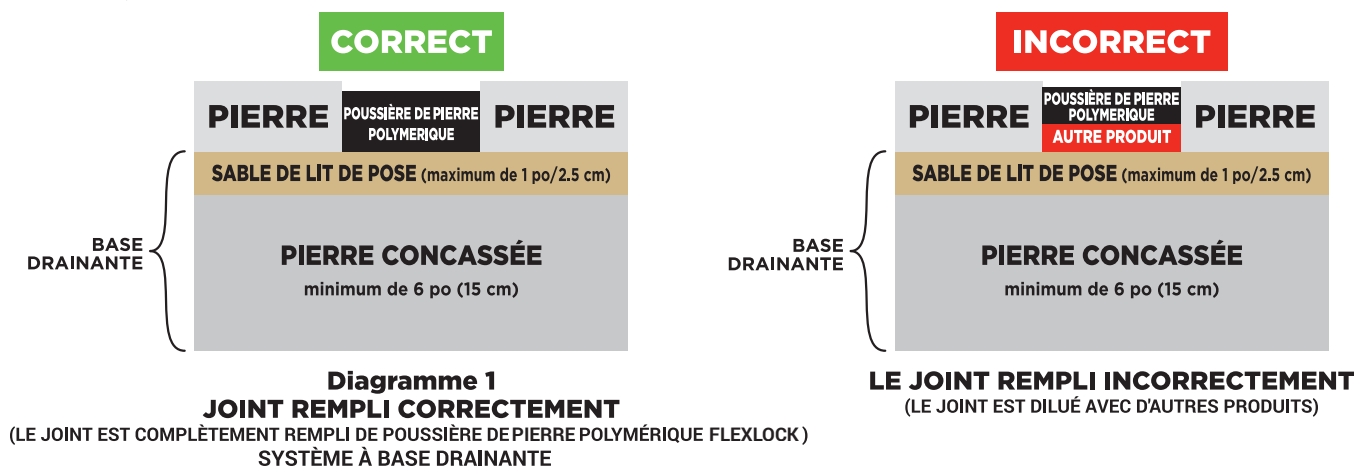 CORRECT
PIERRE
POUSSIÈRE DE PIERRE
POLYMERIQUE
PIERRE
SABLE DE LIT DE POSE (maximum de 1 po/2.5 cm)
BASE
DRAINANTE
PIERRE CONCASSÉE
minimum de 6 po (15 cm)
Diagramme 1
JOINT REMPLI CORRECTEMENT
(LE JOINT EST COMPLÈTEMENT REMPLI DE POUSSIÈRE DE PIERRE POLYMÉRIQUE FLEXLOCK)
SYSTÈME À BASE DRAINANTE
INCORRECT
PIERRE
POUSSIÈRE DE PIERRE
POLYMERIQUE
AUTRE PRODUIT
PIERRE
SABLE DE LIT DE POSE (maximum de 1 po/2.5 cm)
BASE
DRAINANTE
PIERRE CONCASSÉE
minimum de 6 po (15 cm)
LE JOINT REMPLI INCORRECTEMENT
(LE JOINT EST DILUÉ AVEC D'AUTRES PRODUITS)